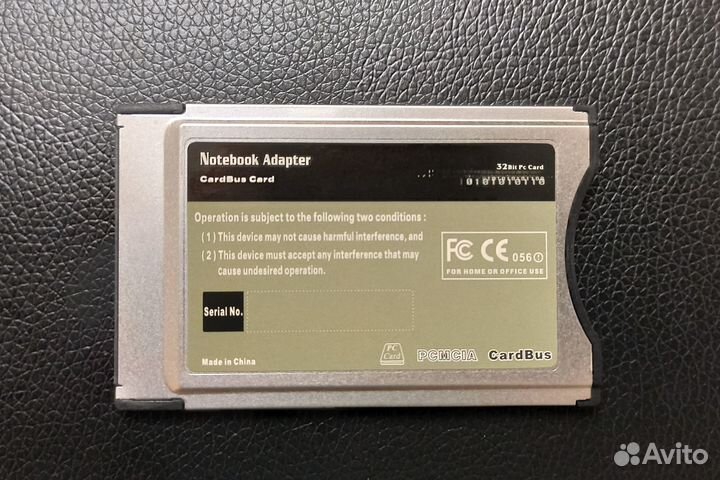 Notebook Adapter
32Bit Pc Card
CardBus Card
01010101110
Operation is subject to the following two conditions :
( 1 ) This device may not cause harmful interference, and
( 2 ) This device must accept any interference that may
cause undesired operation.
FC CE 056
FOR HOME OR OFFICE USE
Serial No.
Made in China
PC Card
PCMCIA CardBus
Avito